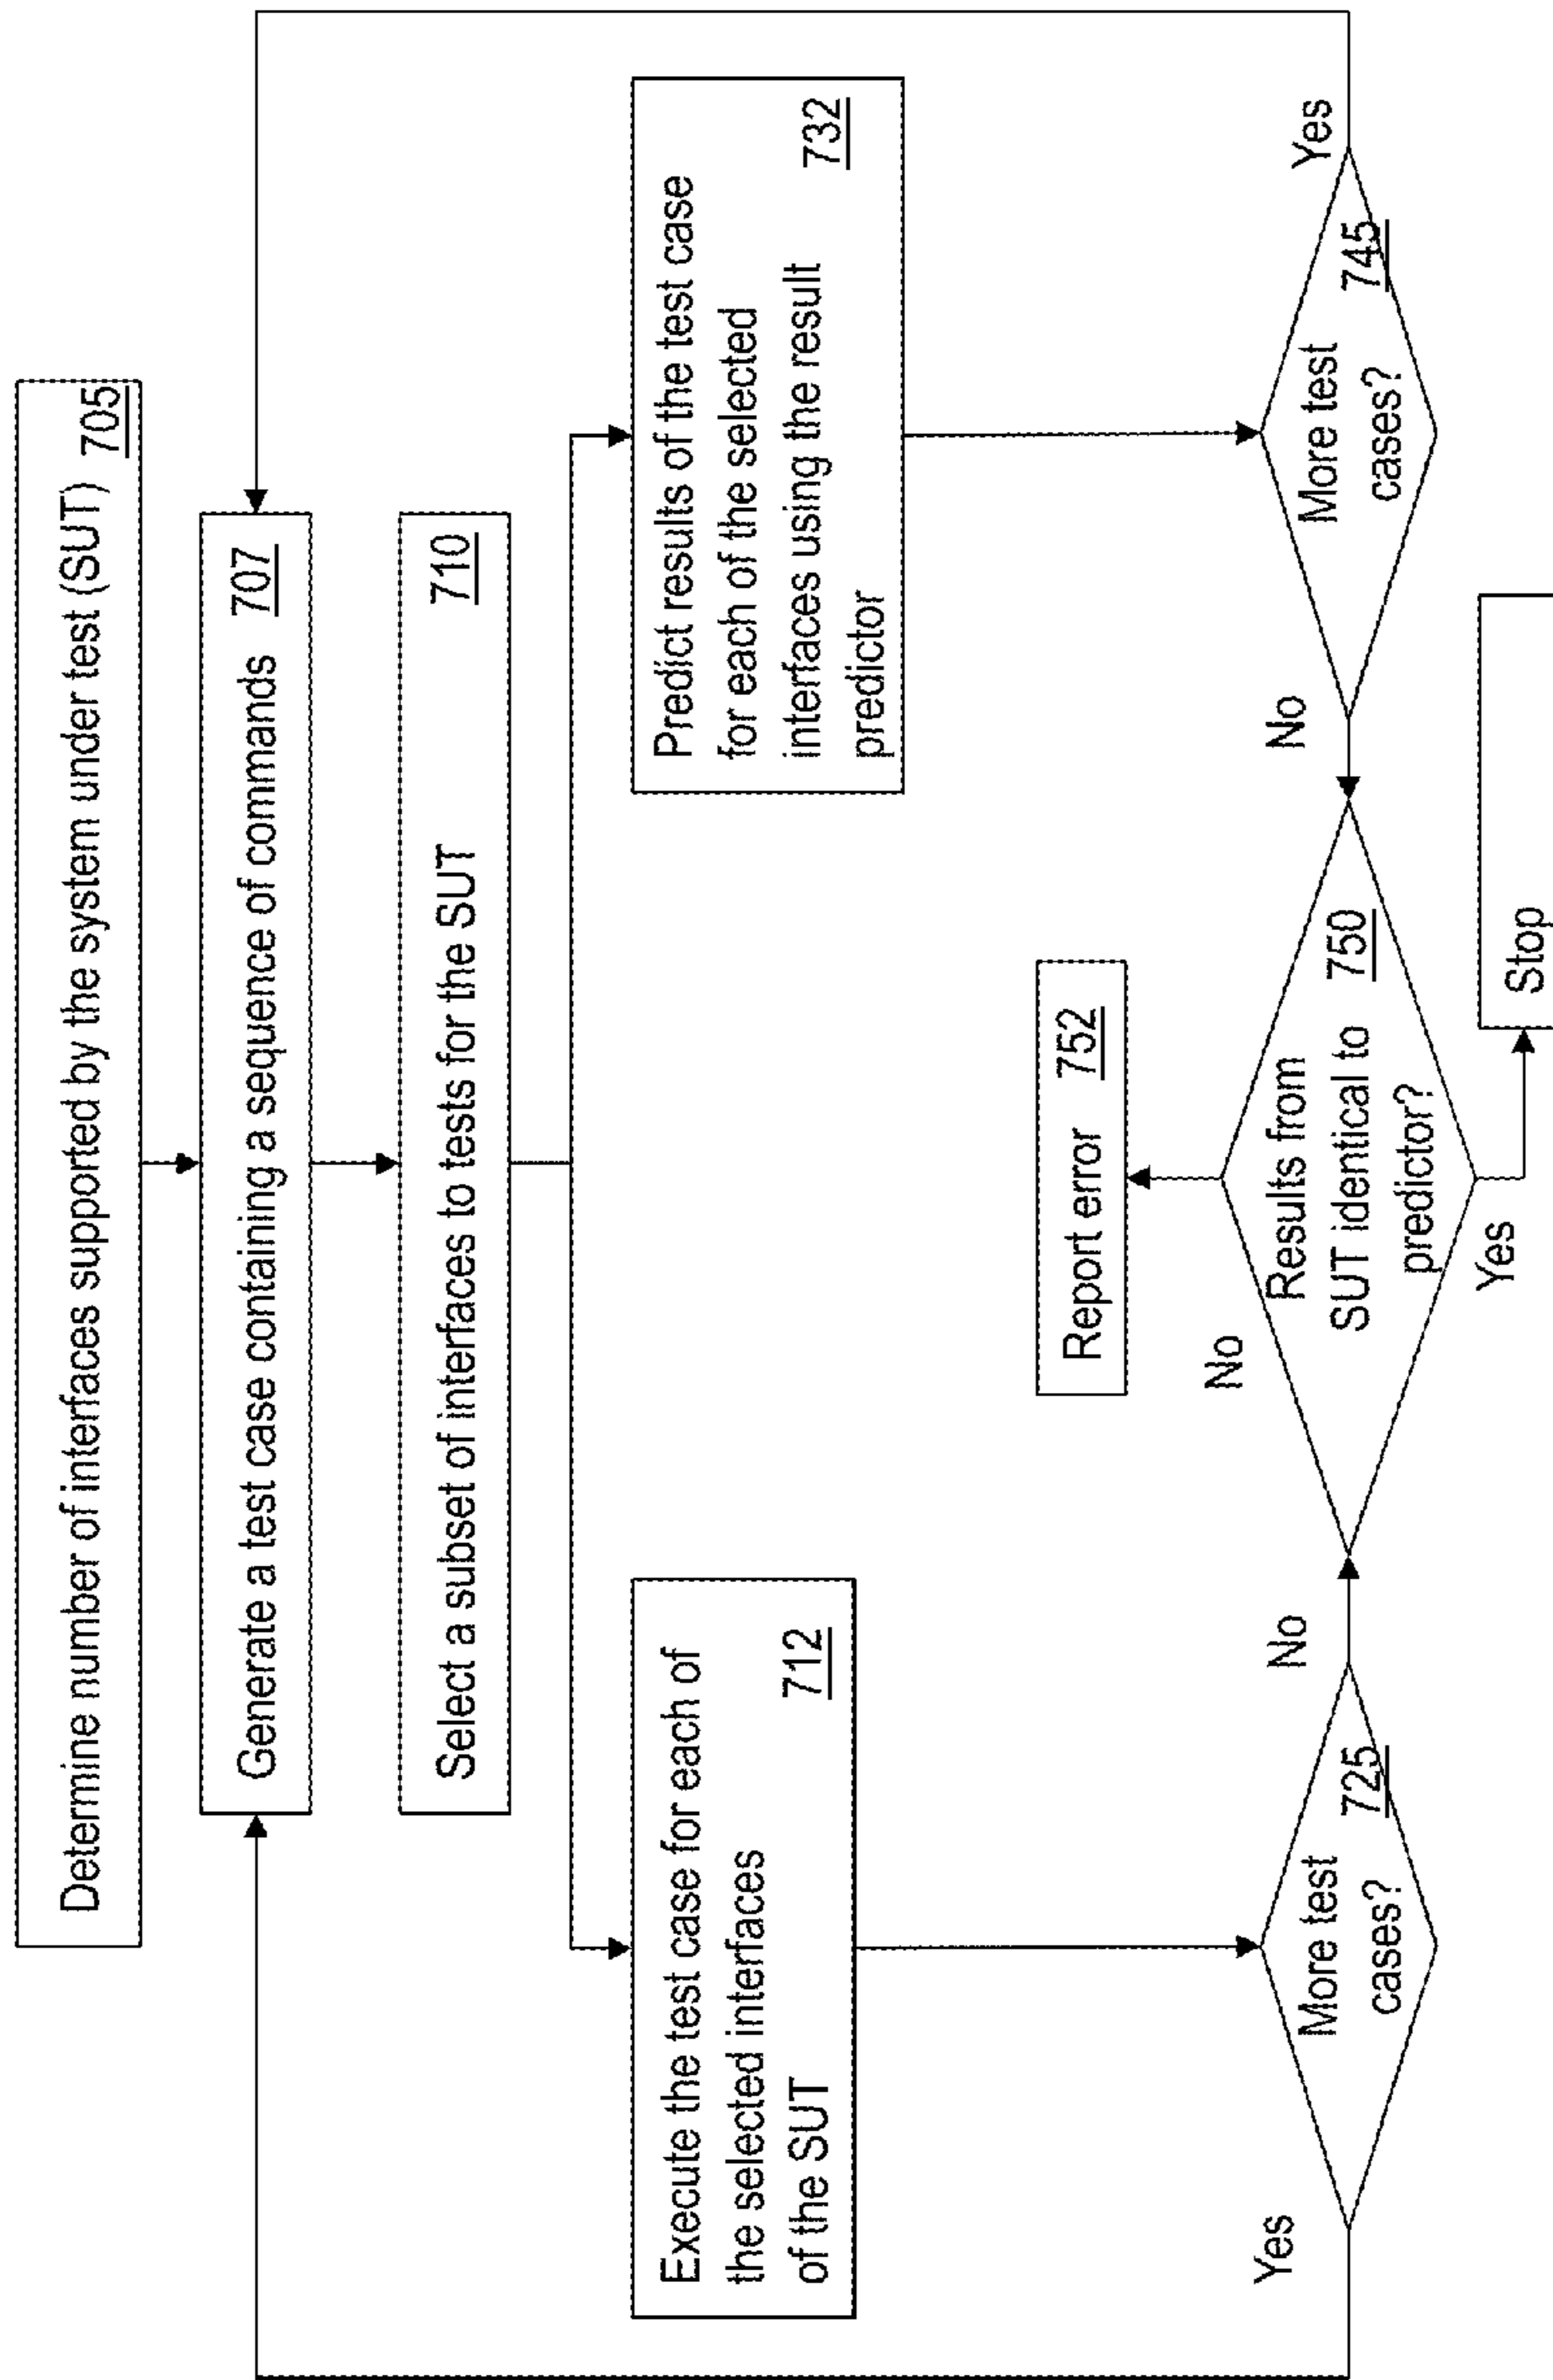 Determine number of interfaces supported by the system under test (SUT) 705
Generate a test case containing a sequence of commands 707
Select a subset of interfaces to tests for the SUT 710
Execute the test case for each of
the selected interfaces
of the SUT 712
Predict results of the test case
for each of the selected
interfaces using the result 732
predictor
Report error 752
Yes
More test 725
cases?
No
No
Results from
SUT identical to 750
predictor?
Yes
No
More test 745
cases?
Yes
Stop